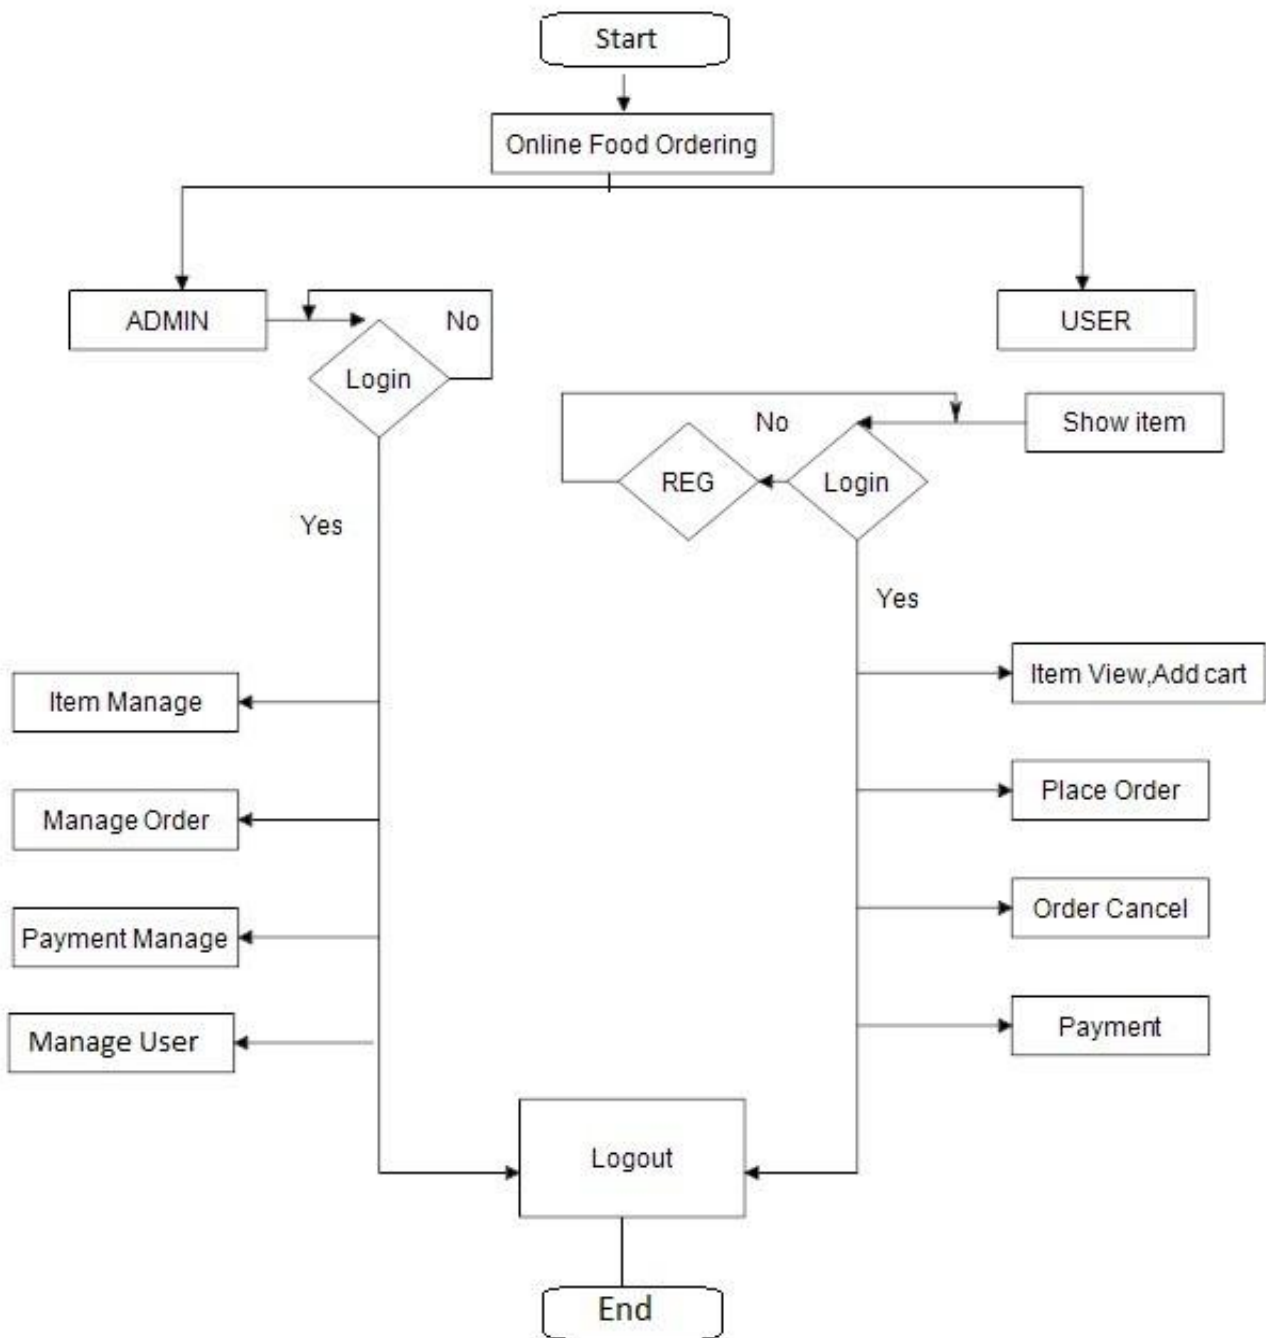 Start
Online Food Ordering
ADMIN
No
USER
Login
Show item
No
REG
Login
Yes
Yes
Item View,Add cart
Item Manage
Place Order
Manage Order
Order Cancel
Payment Manage
Payment
Manage User
Logout
End